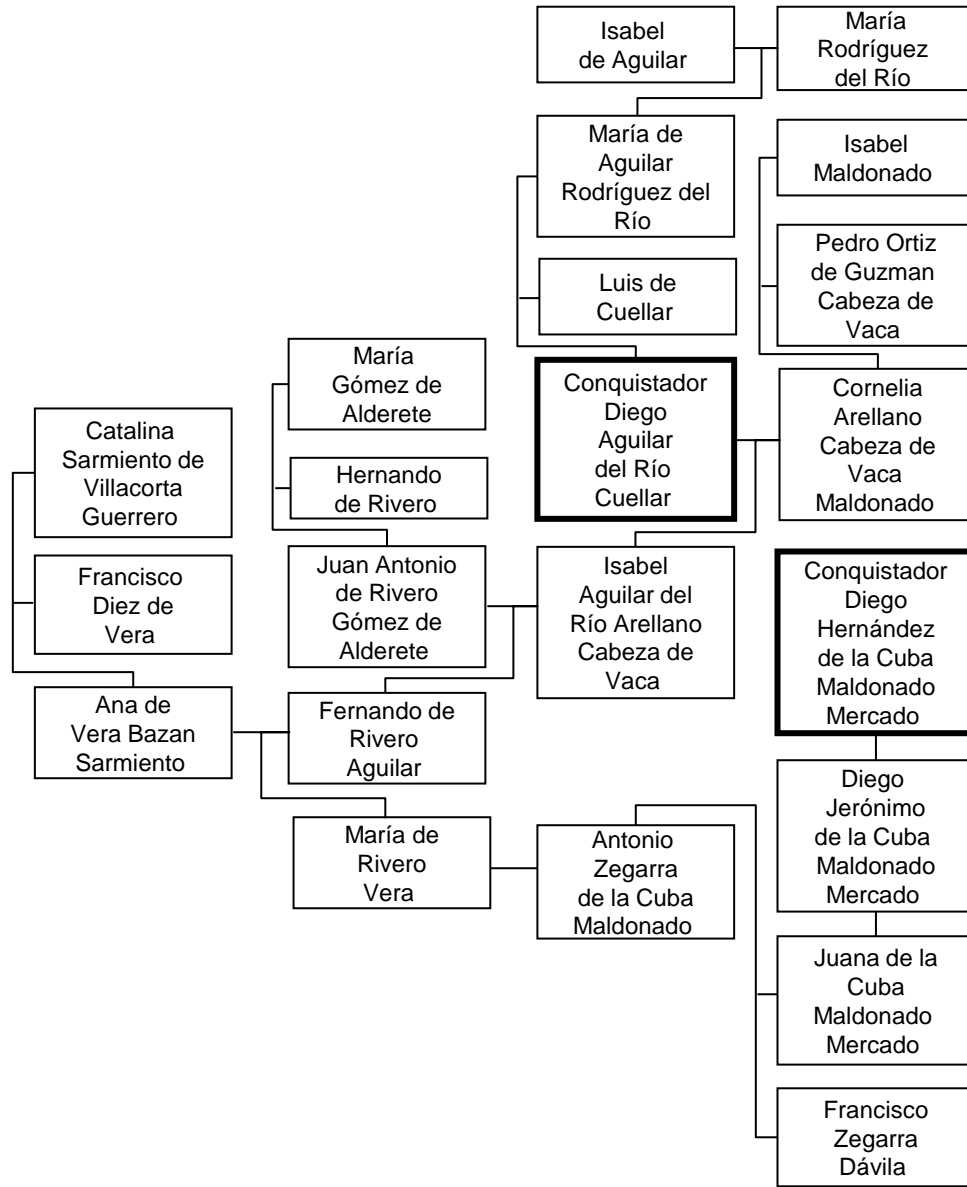 Isabel
de Aguilar
María
Rodríguez
del Río
María de
Aguilar
Rodríguez del
Río
Isabel
Maldonado
Pedro Ortiz
de Guzman
Cabeza de
Vaca
Luis de
Cuellar
María
Gómez de
Alderete
Conquistador
Diego
Aguilar
del Río
Cuellar
Cornelia
Arellano
Cabeza de
Vaca
Maldonado
Catalina
Sarmiento de
Villacorta
Guerrero
Hernando
de Rivero
Francisco
Diez de
Vera
Juan Antonio
de Rivero
Gómez de
Alderete
Isabel
Aguilar del
Río Arellano
Cabeza de
Vaca
Conquistador
Diego
Hernández
de la Cuba
Maldonado
Mercado
Ana de
Vera Bazan
Sarmiento
Fernando de
Rivero
Aguilar
Diego
Jerónimo
de la Cuba
Maldonado
Mercado
María de
Rivero
Vera
Antonio
Zegarra
de la Cuba
Maldonado
Juana de la
Cuba
Maldonado
Mercado
Francisco
Zegarra
Dávila